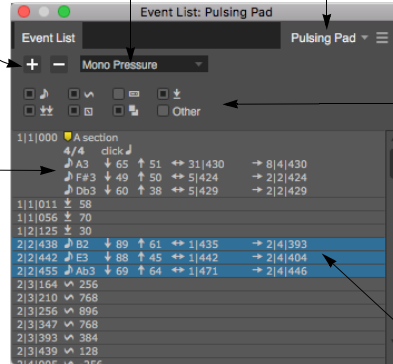 Event List: Pulsing Pad
Event List Pulsing Pad
+ − Mono Pressure
Other
1|1|000 A section
4/4 click
A3 65 51 31|430 8|4|430
F#3 49 50 5|424 2|2|424
Db3 60 38 5|429 2|2|429
1|1|011 58
1|1|056 70
1|2|125 30
2|2|438 B2 89 61 1|435 2|4|393
2|2|442 E3 88 45 1|442 2|4|404
2|2|455 Ab3 69 64 1|471 2|4|446
2|3|164 256
2|3|210 768
2|3|256 896
2|3|347 768
2|3|393 384
2|3|439 128